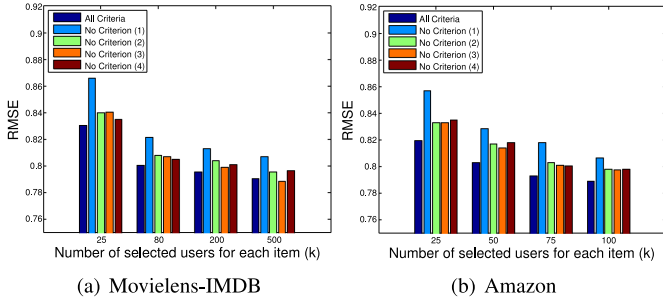 0.92
0.9
0.88
0.86
0.84
0.82
0.8
0.78
0.76
RMSE
All Criteria
No Criterion (1)
No Criterion (2)
No Criterion (3)
No Criterion (4)
25 80 200 500
Number of selected users for each item (k)
(a) Movielens-IMDB
0.92
0.9
0.88
0.86
0.84
0.82
0.8
0.78
0.76
RMSE
All Criteria
No Criterion (1)
No Criterion (2)
No Criterion (3)
No Criterion (4)
25 50 75 100
Number of selected users for each item (k)
(b) Amazon